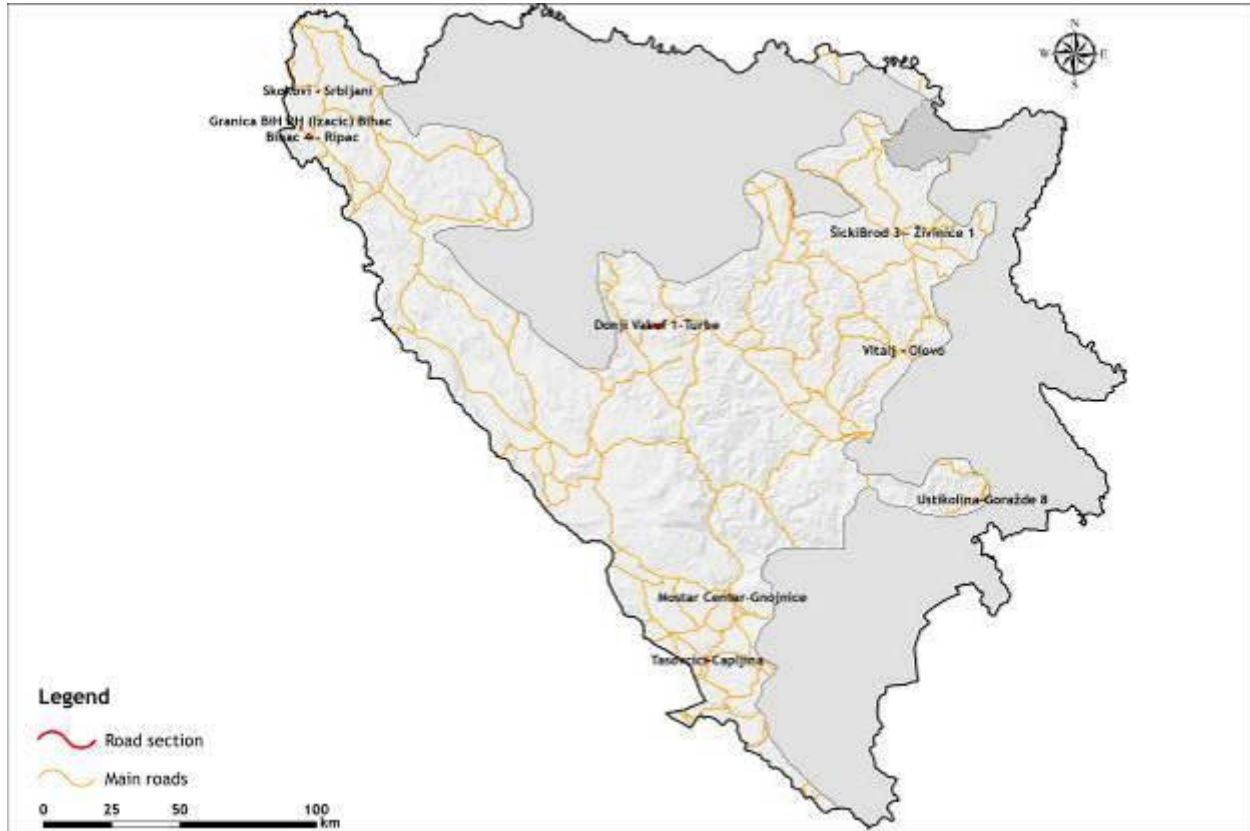 N
W E
S
Skokovi - Srbljani
Granica BiH RH (Izacic) Bihac
Bihac 4 - Ripac
ŠickiBrod 3 - Živinice 1
Donji Vakuf 1-Turbe
Vitalj - Olovo
Ustikolina-Goražde 8
Mostar Center-Gnojnice
Tasovcici-Capljina
Legend
Road section
Main roads
0 25 50 100
km